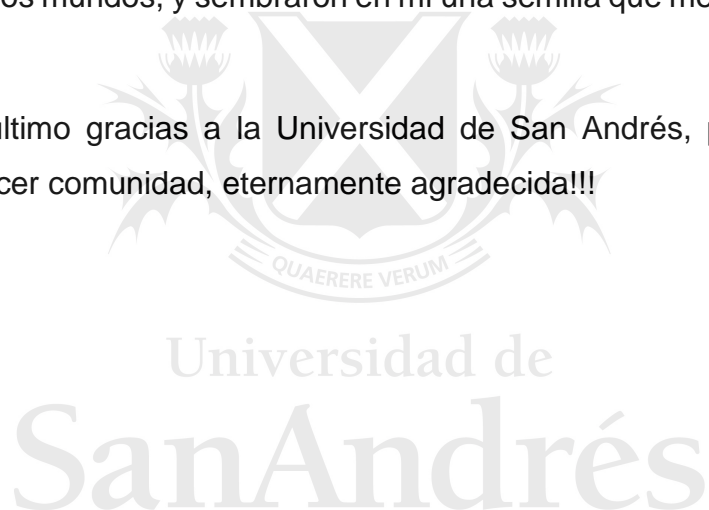 os mundos, y sembraron en mí una semilla que me
ltimo gracias a la Universidad de San Andrés,
cer comunidad, eternamente agradecida!!!
QUAERERE VERUM
Universidad de
SanAndrés